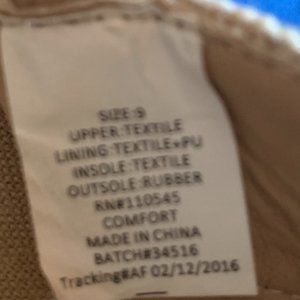 SIZE:9
UPPER:TEXTILE
LINING:TEXTILE+PU
INSOLE:TEXTILE
OUTSOLE:RUBBER
RN#110545
COMFORT
MADE IN CHINA
BATCH#34516
Tracking#AF 02/12/2016